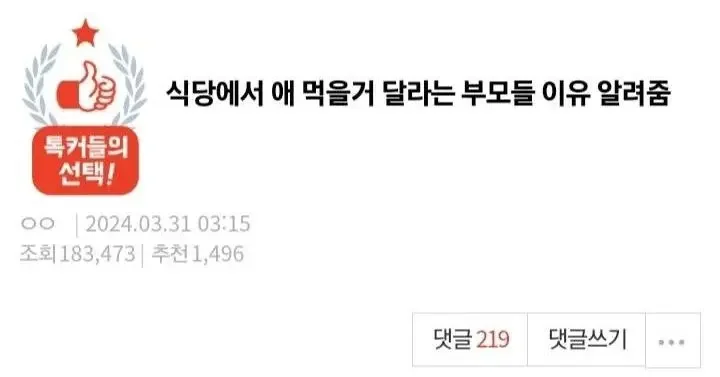 식당에서 애 먹을거 달라는 부모들 이유 알려줌
톡커들의
선택!
ㅇㅇ | 2024.03.31 03:15
조회 183,473 | 추천 1,496
댓글 219 댓글쓰기 ...